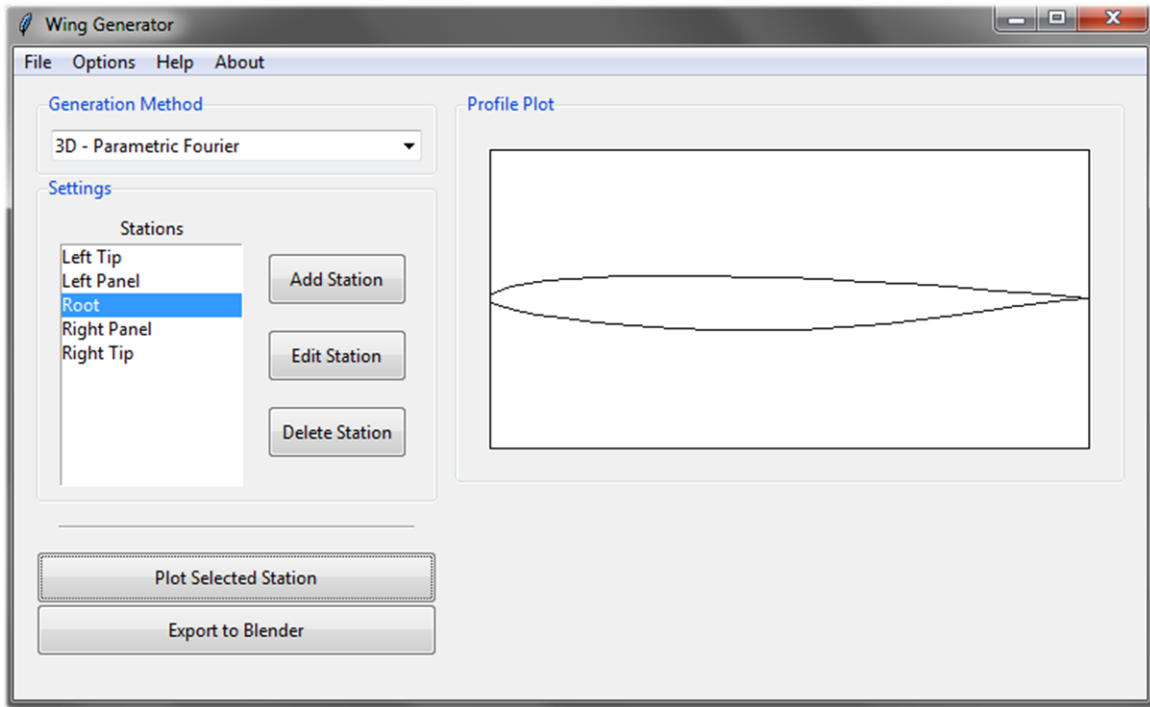 Wing Generator
File Options Help About
Generation Method
3D - Parametric Fourier
Settings
Stations
Left Tip
Left Panel
Root
Right Panel
Right Tip
Add Station
Edit Station
Delete Station
Plot Selected Station
Export to Blender
Profile Plot